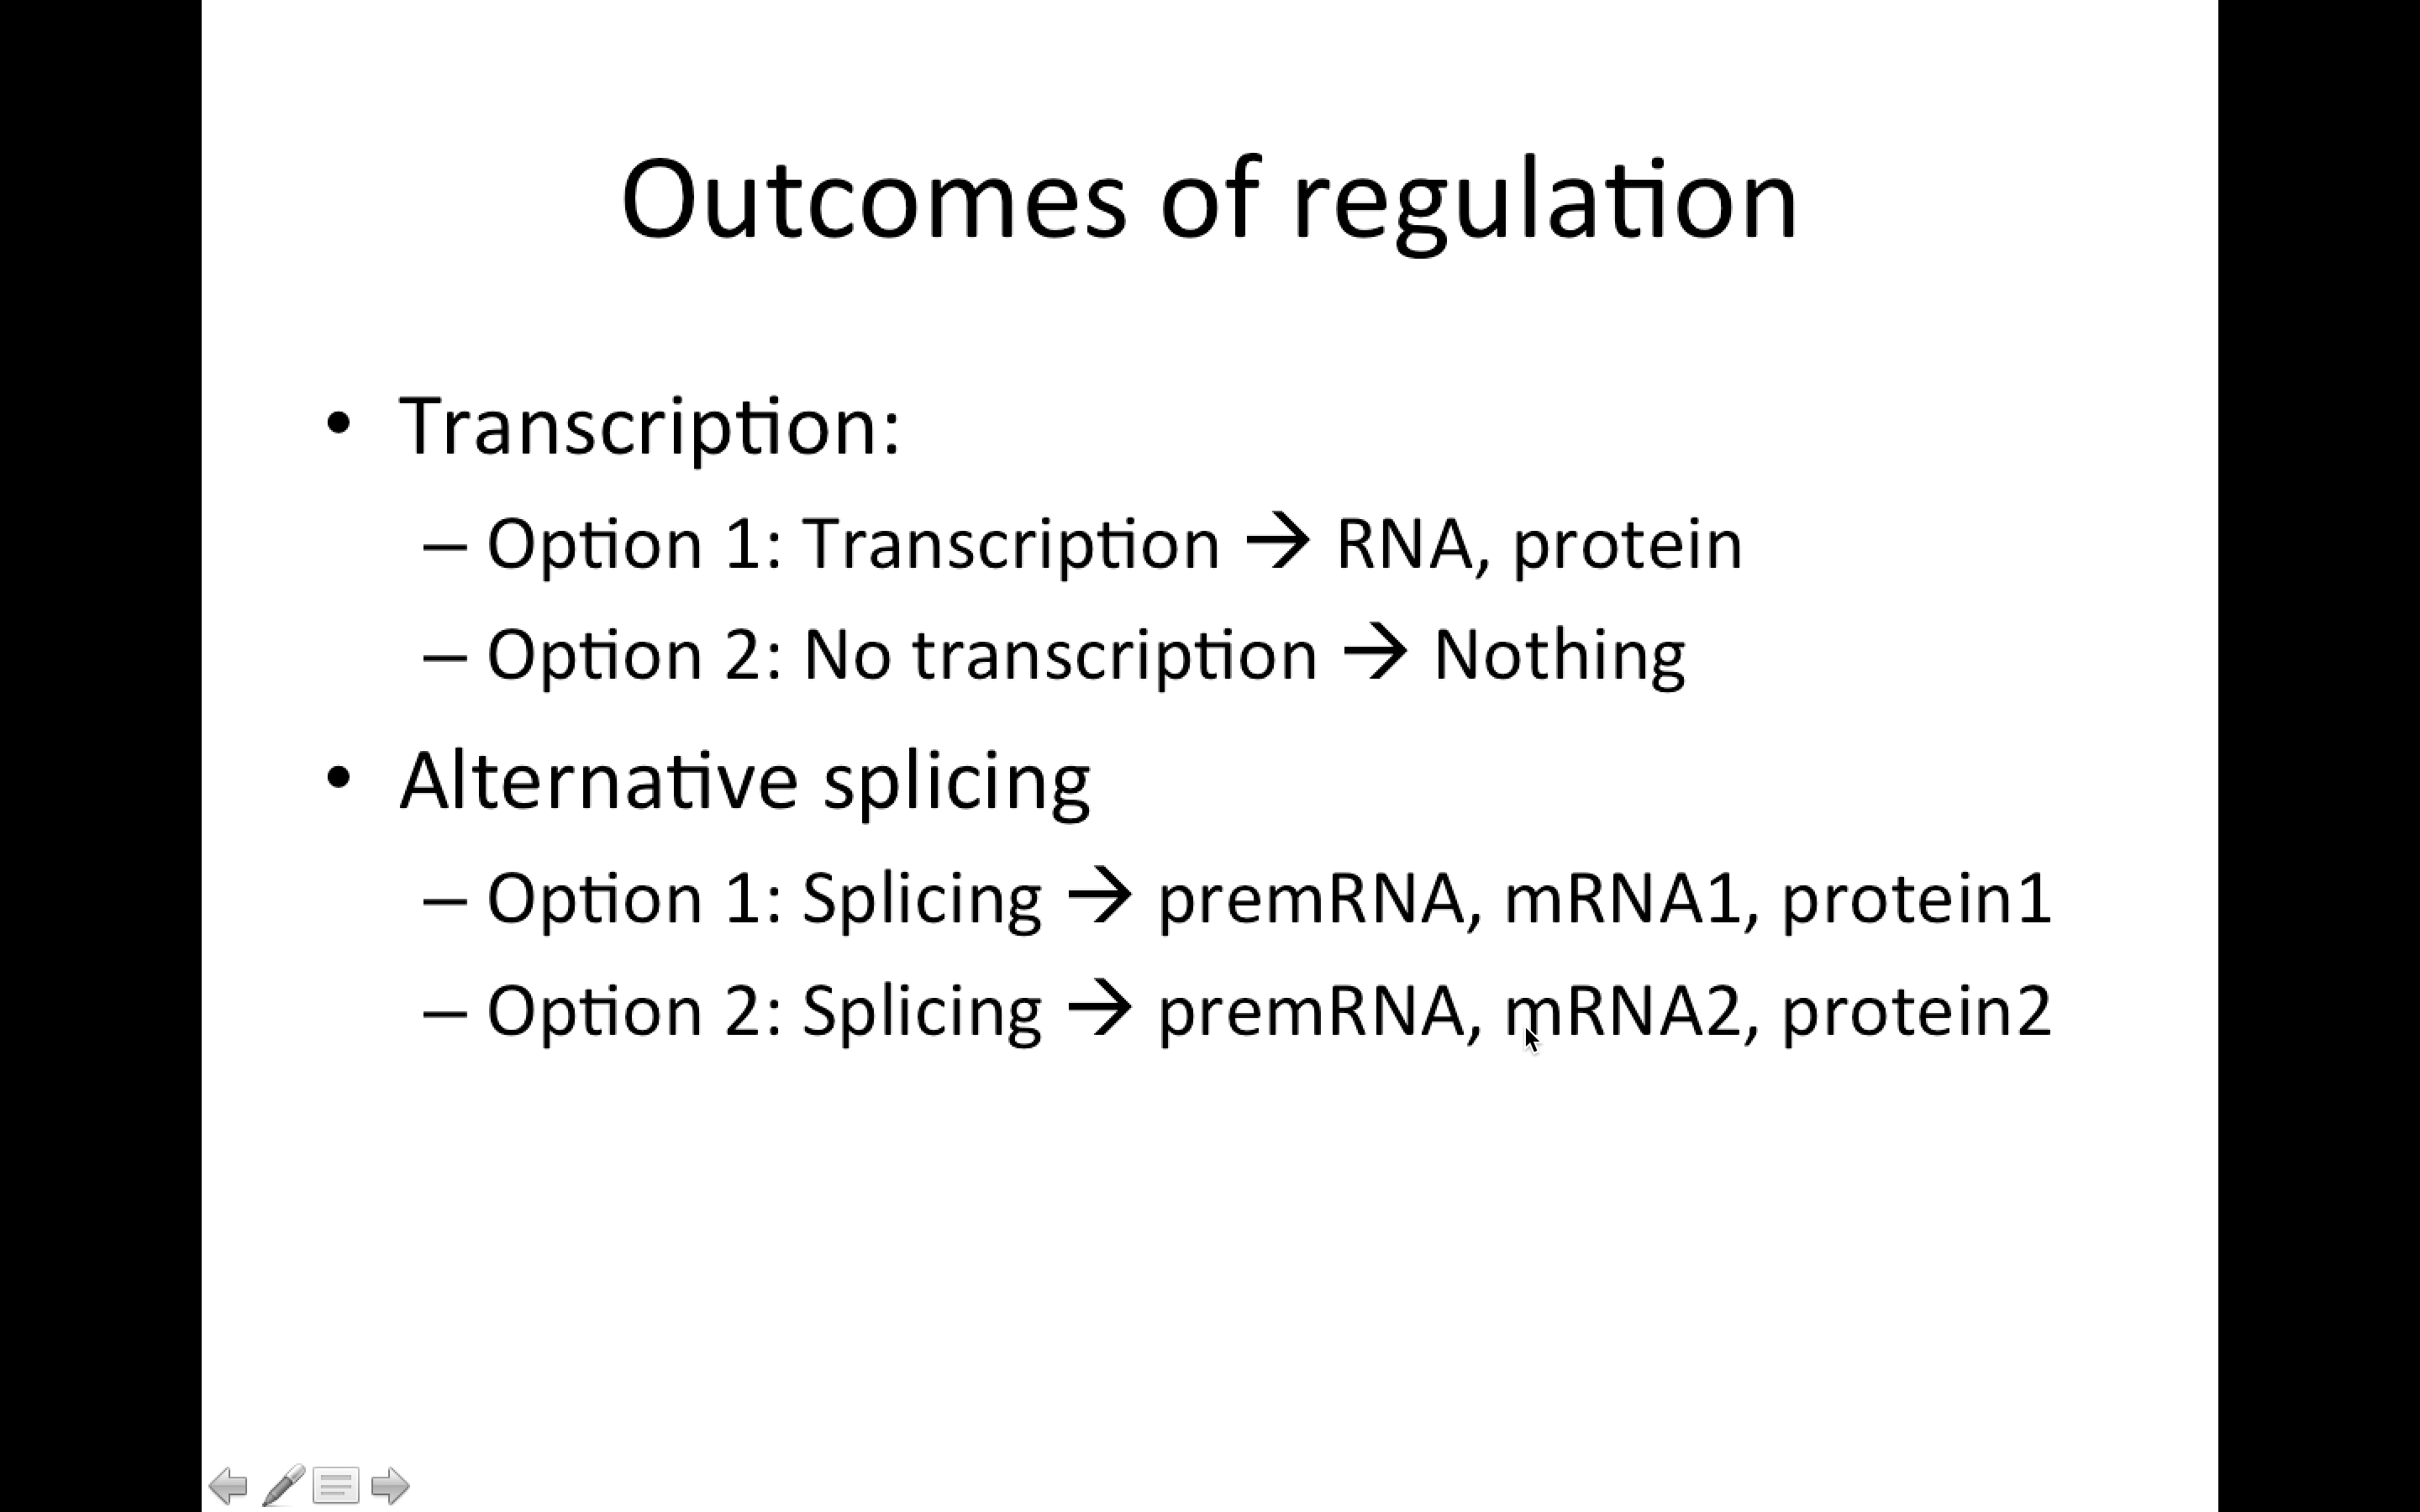 Outcomes of regulation
• Transcription:
– Option 1: Transcription → RNA, protein
– Option 2: No transcription → Nothing
• Alternative splicing
– Option 1: Splicing → premRNA, mRNA1, protein1
– Option 2: Splicing → premRNA, mRNA2, protein2